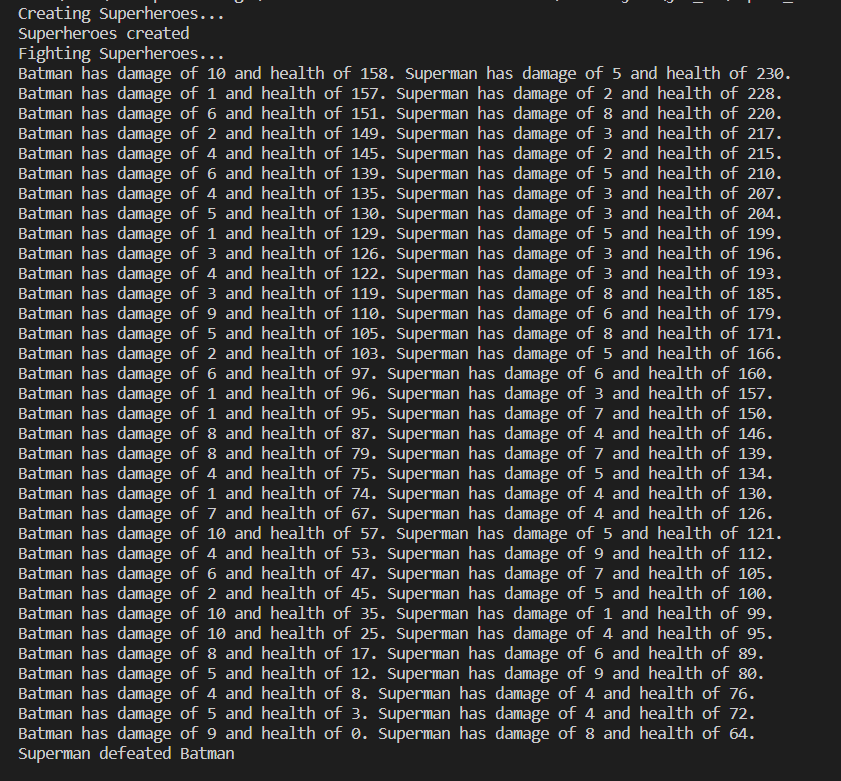 Creating Superheroes...
Superheroes created
Fighting Superheroes...
Batman has damage of 10 and health of 158. Superman has damage of 5 and health of 230.
Batman has damage of 1 and health of 157. Superman has damage of 2 and health of 228.
Batman has damage of 6 and health of 151. Superman has damage of 8 and health of 220.
Batman has damage of 2 and health of 149. Superman has damage of 3 and health of 217.
Batman has damage of 4 and health of 145. Superman has damage of 2 and health of 215.
Batman has damage of 6 and health of 139. Superman has damage of 5 and health of 210.
Batman has damage of 4 and health of 135. Superman has damage of 3 and health of 207.
Batman has damage of 5 and health of 130. Superman has damage of 3 and health of 204.
Batman has damage of 1 and health of 129. Superman has damage of 5 and health of 199.
Batman has damage of 3 and health of 126. Superman has damage of 3 and health of 196.
Batman has damage of 4 and health of 122. Superman has damage of 3 and health of 193.
Batman has damage of 3 and health of 119. Superman has damage of 8 and health of 185.
Batman has damage of 9 and health of 110. Superman has damage of 6 and health of 179.
Batman has damage of 5 and health of 105. Superman has damage of 8 and health of 171.
Batman has damage of 2 and health of 103. Superman has damage of 5 and health of 166.
Batman has damage of 6 and health of 97. Superman has damage of 6 and health of 160.
Batman has damage of 1 and health of 96. Superman has damage of 3 and health of 157.
Batman has damage of 1 and health of 95. Superman has damage of 7 and health of 150.
Batman has damage of 8 and health of 87. Superman has damage of 4 and health of 146.
Batman has damage of 8 and health of 79. Superman has damage of 7 and health of 139.
Batman has damage of 4 and health of 75. Superman has damage of 5 and health of 134.
Batman has damage of 1 and health of 74. Superman has damage of 4 and health of 130.
Batman has damage of 7 and health of 67. Superman has damage of 4 and health of 126.
Batman has damage of 10 and health of 57. Superman has damage of 5 and health of 121.
Batman has damage of 4 and health of 53. Superman has damage of 9 and health of 112.
Batman has damage of 6 and health of 47. Superman has damage of 7 and health of 105.
Batman has damage of 2 and health of 45. Superman has damage of 5 and health of 100.
Batman has damage of 10 and health of 35. Superman has damage of 1 and health of 99.
Batman has damage of 10 and health of 25. Superman has damage of 4 and health of 95.
Batman has damage of 8 and health of 17. Superman has damage of 6 and health of 89.
Batman has damage of 5 and health of 12. Superman has damage of 9 and health of 80.
Batman has damage of 4 and health of 8. Superman has damage of 4 and health of 76.
Batman has damage of 5 and health of 3. Superman has damage of 4 and health of 72.
Batman has damage of 9 and health of 0. Superman has damage of 8 and health of 64.
Superman defeated Batman